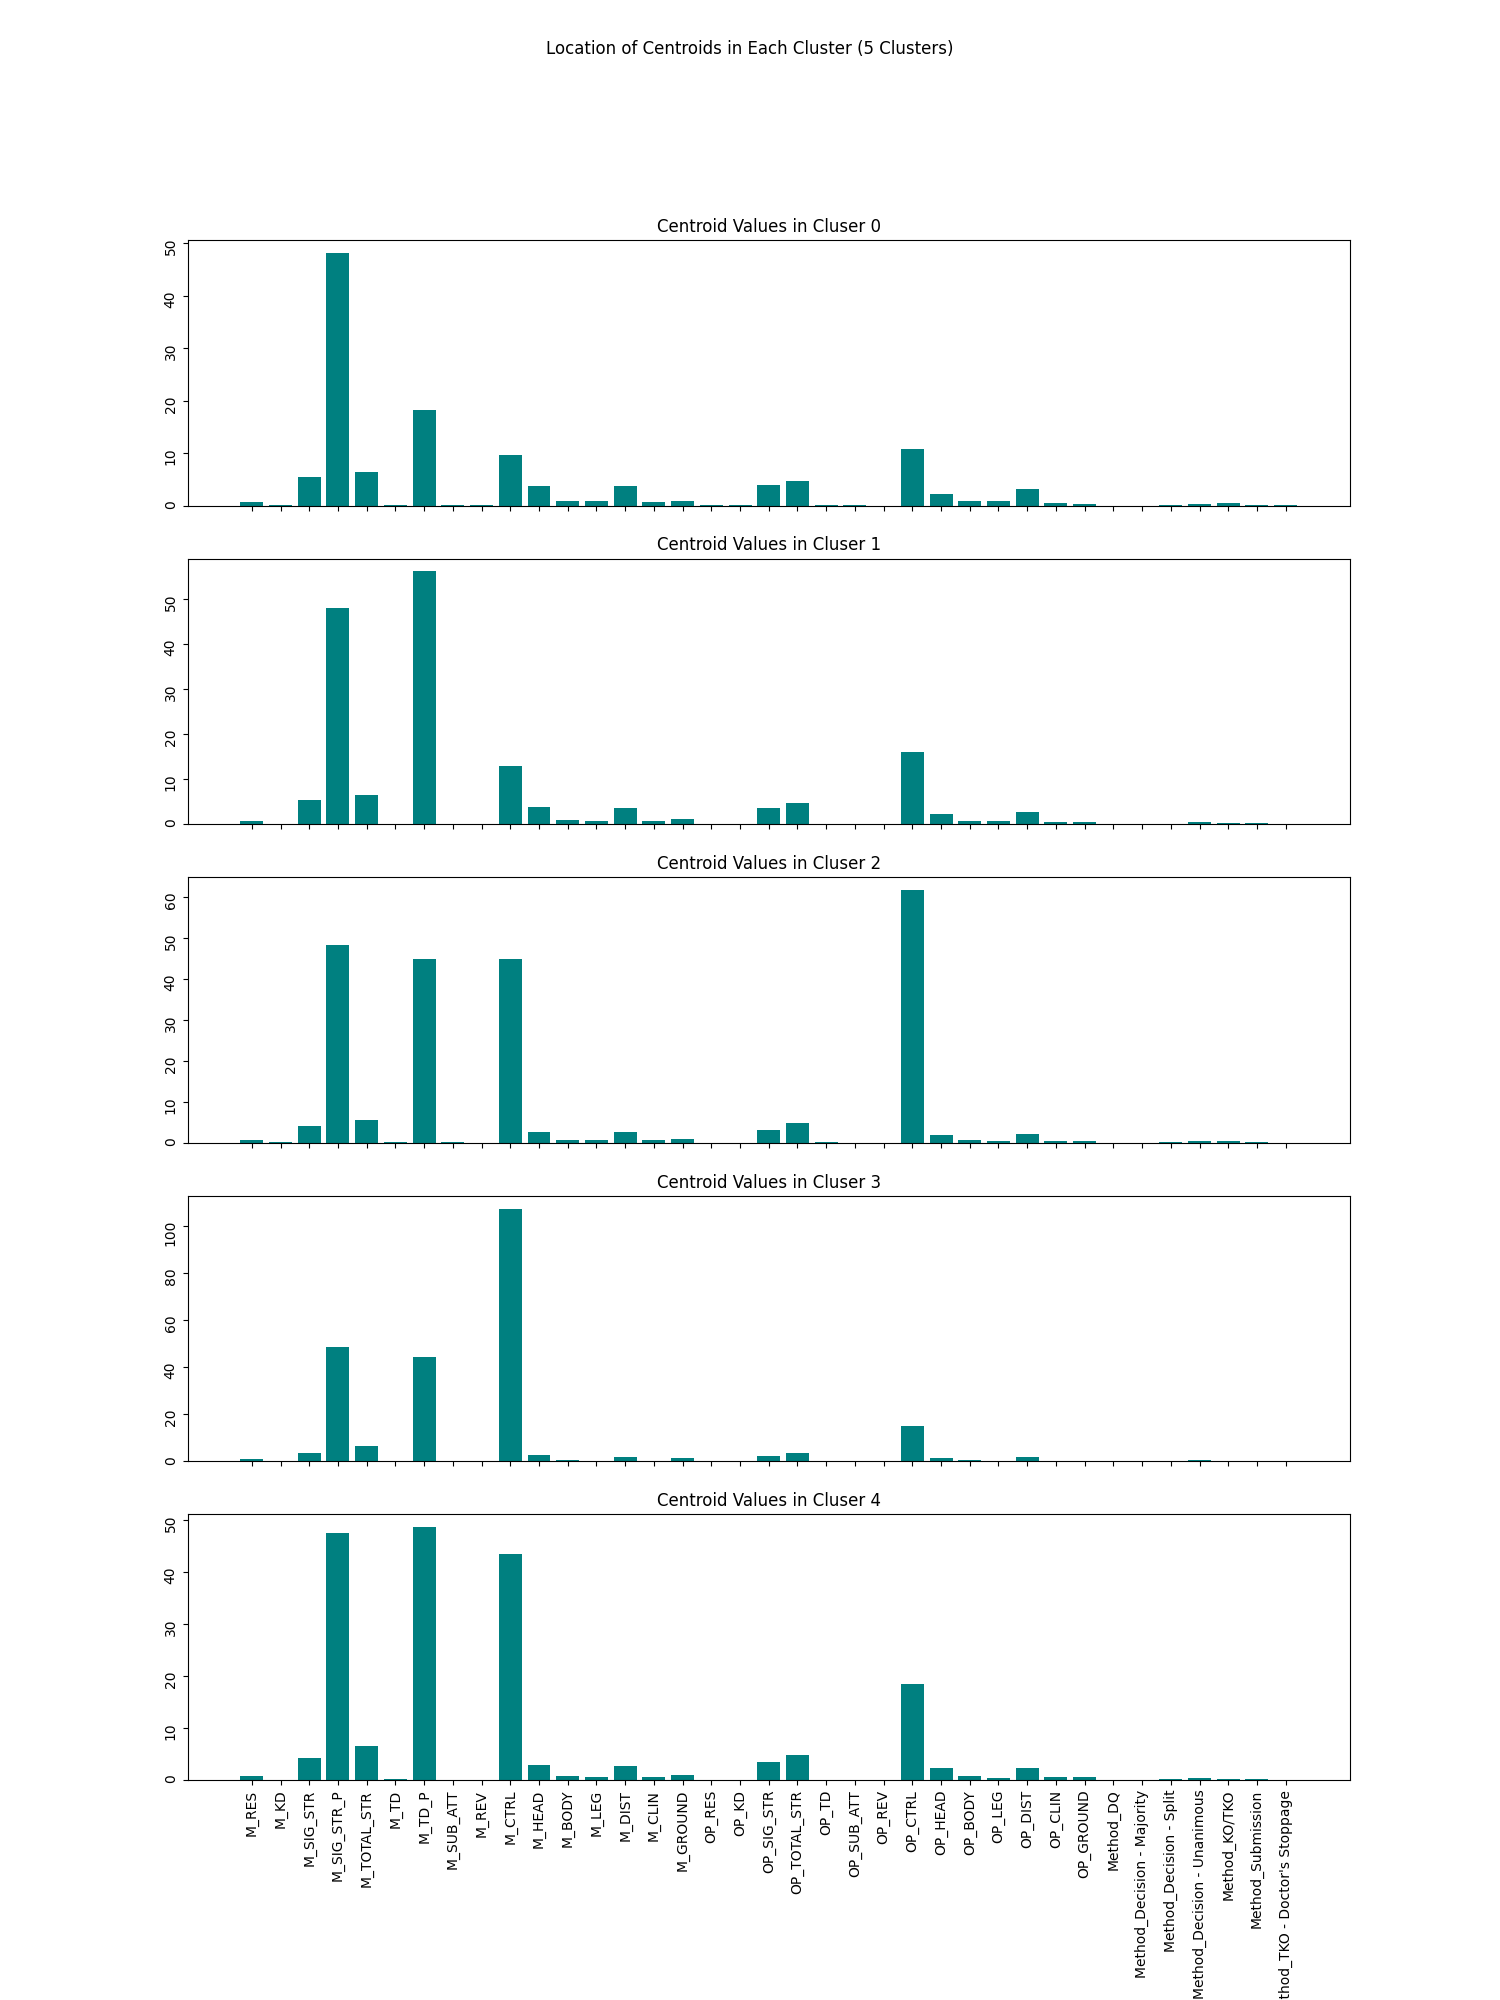 Location of Centroids in Each Cluster (5 Clusters)
Centroid Values in Cluser 0
50
40
30
20
10
0
Centroid Values in Cluser 1
50
40
30
20
10
0
Centroid Values in Cluser 2
60
50
40
30
20
10
0
Centroid Values in Cluser 3
100
80
60
40
20
0
Centroid Values in Cluser 4
50
40
30
20
10
0
M_RES
M_KD
M_SIG_STR
M_SIG_STR_P
M_TOTAL_STR
M_TD
M_TD_P
M_SUB_ATT
M_REV
M_CTRL
M_HEAD
M_BODY
M_LEG
M_DIST
M_CLIN
M_GROUND
OP_RES
OP_KD
OP_SIG_STR
OP_TOTAL_STR
OP_TD
OP_SUB_ATT
OP_REV
OP_CTRL
OP_HEAD
OP_BODY
OP_LEG
OP_DIST
OP_CLIN
OP_GROUND
Method_DQ
Method_Decision - Majority
Method_Decision - Split
Method_Decision - Unanimous
Method_KO/TKO
Method_Submission
thod_TKO - Doctor's Stoppage